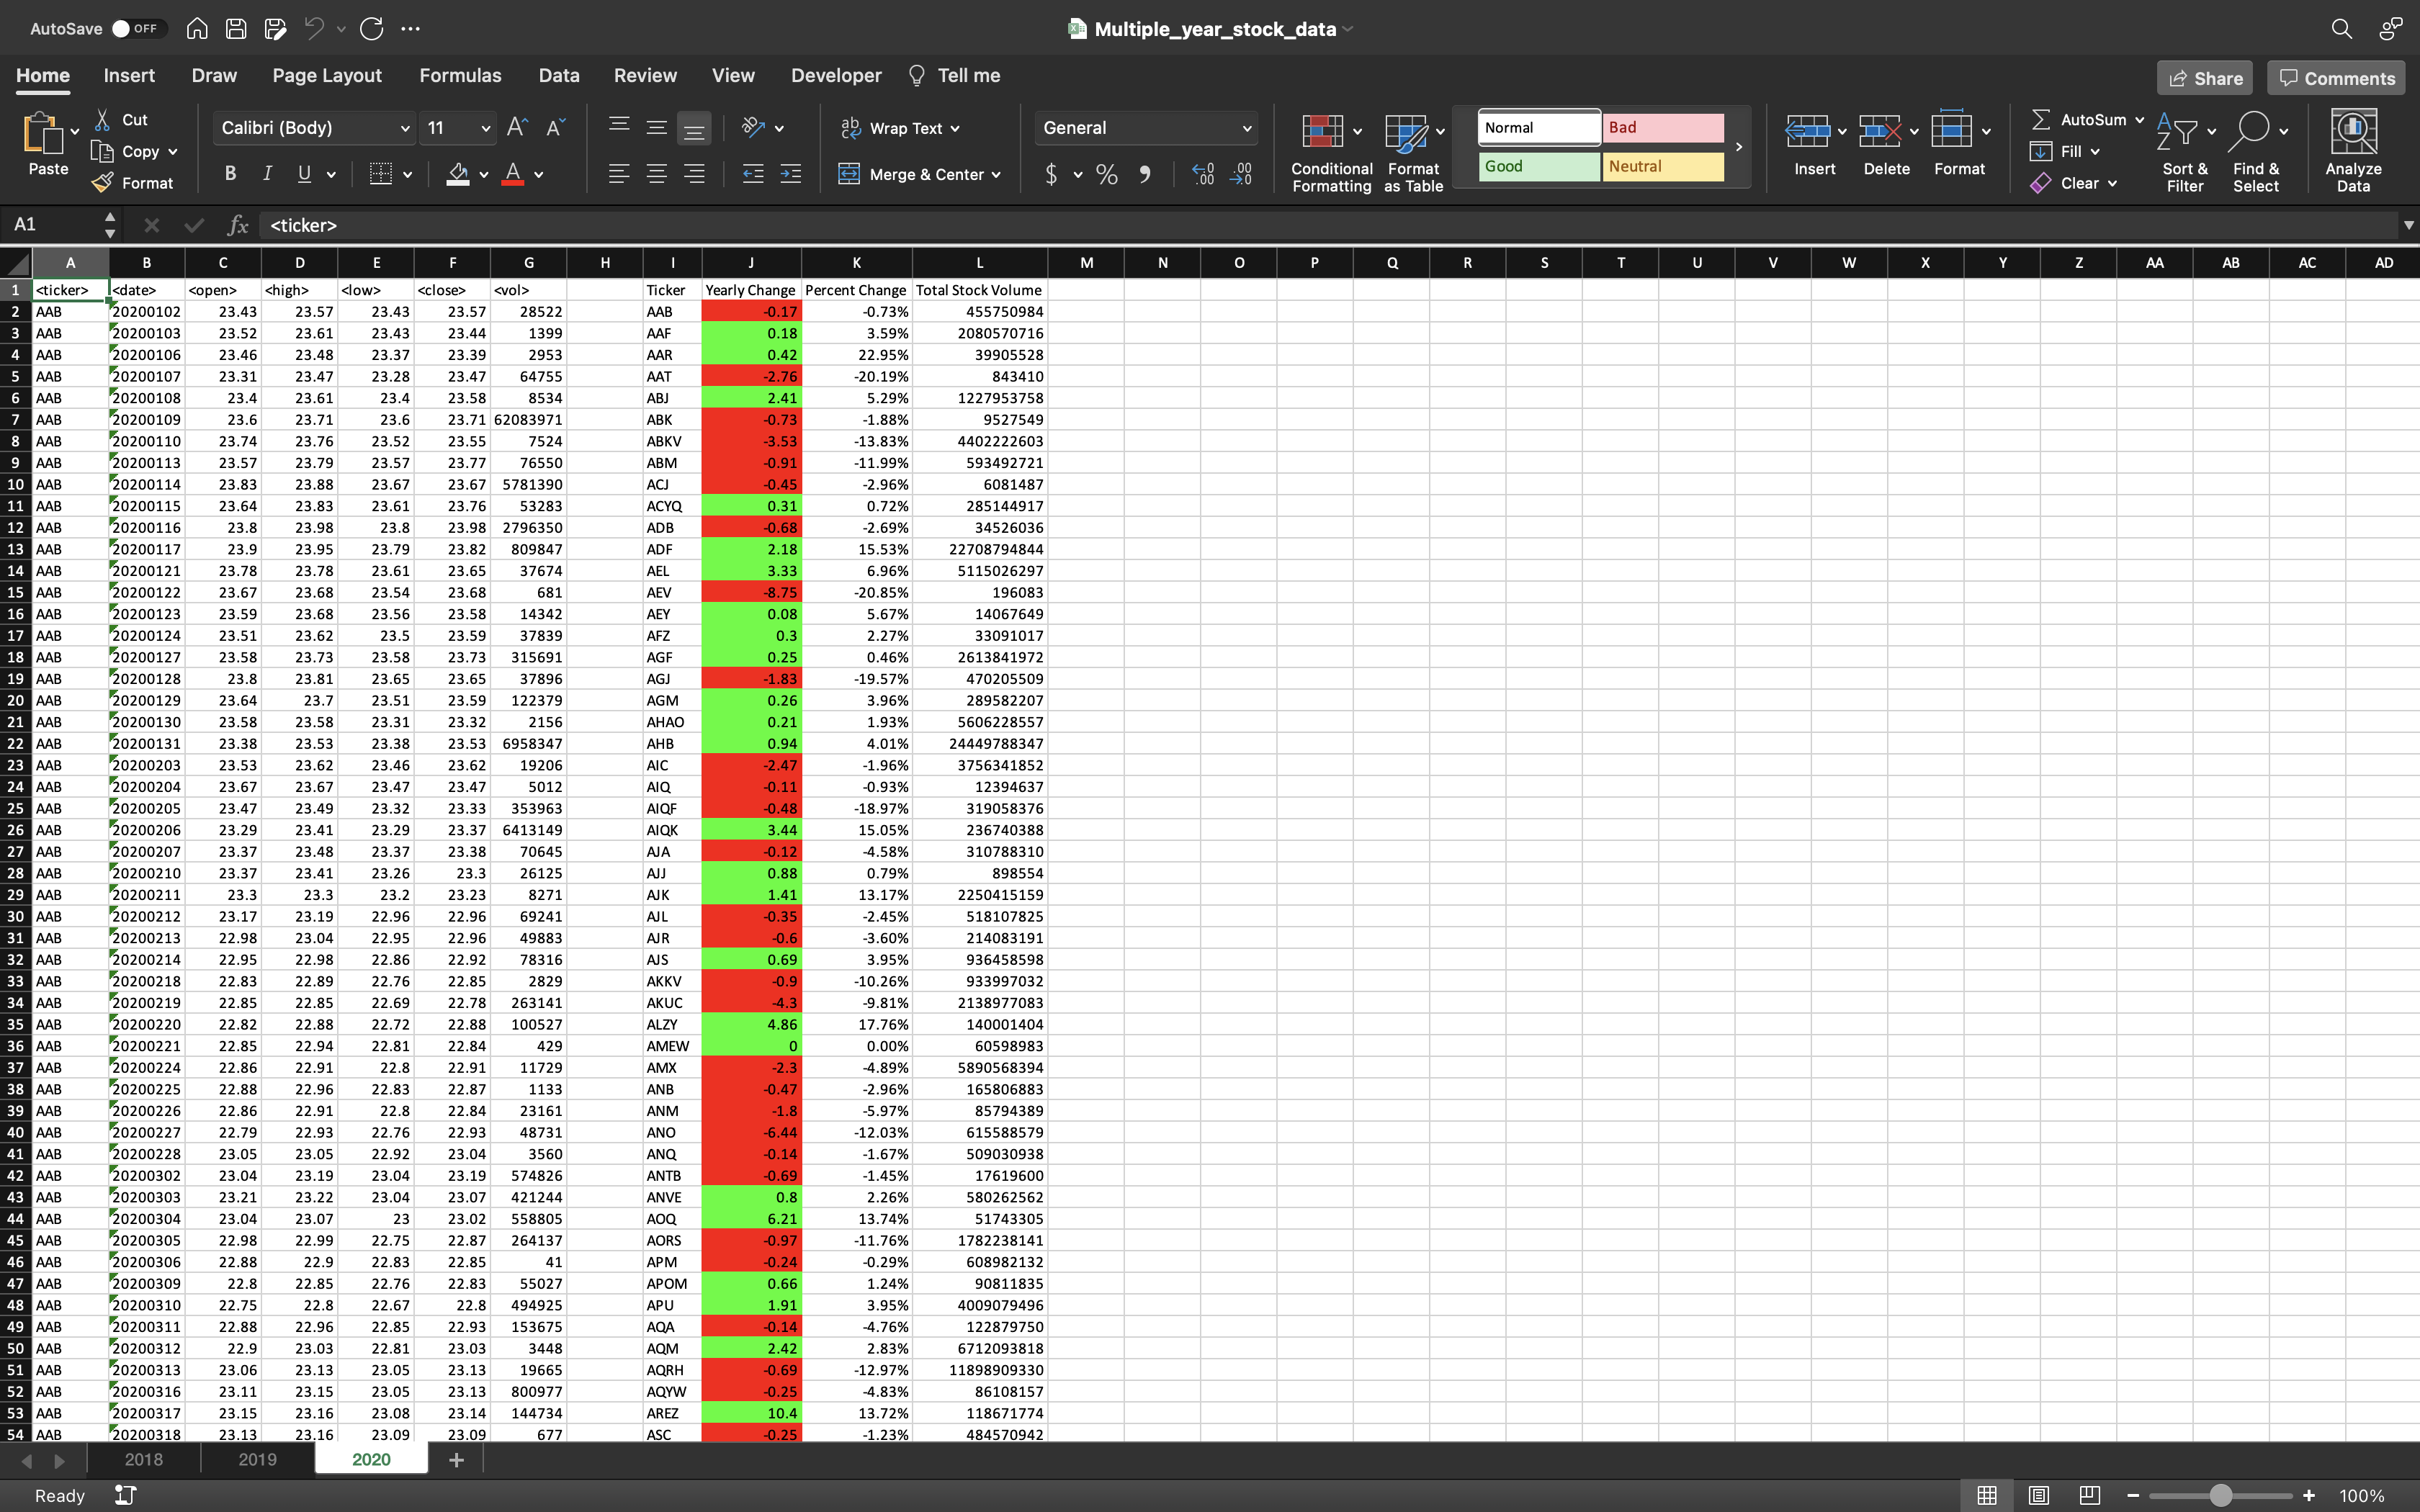 AutoSave OFF Multiple_year_stock_data
Home Insert Draw Page Layout Formulas Data Review View Developer Tell me Share Comments
Paste Cut Copy Format Calibri (Body) 11 B I U Wrap Text Merge & Center General $ % Conditional Formatting Format as Table Normal Bad Good Neutral Insert Delete Format AutoSum Fill Clear Sort & Filter Find & Select Analyze Data
A1 fx <ticker>
A B C D E F G H I J K L M N O P Q R S T U V W X Y Z AA AB AC AD
1 <ticker> <date> <open> <high> <low> <close> <vol> Ticker Yearly Change Percent Change Total Stock Volume
2 AAB 20200102 23.43 23.57 23.43 23.57 28522 AAB -0.17 -0.73% 455750984
3 AAB 20200103 23.52 23.61 23.43 23.44 1399 AAF 0.18 3.59% 2080570716
4 AAB 20200106 23.46 23.48 23.37 23.39 2953 AAR 0.42 22.95% 39905528
5 AAB 20200107 23.31 23.47 23.28 23.47 64755 AAT -2.76 -20.19% 843410
6 AAB 20200108 23.4 23.61 23.4 23.58 8534 ABJ 2.41 5.29% 1227953758
7 AAB 20200109 23.6 23.71 23.6 23.71 62083971 ABK -0.73 -1.88% 9527549
8 AAB 20200110 23.74 23.76 23.52 23.55 7524 ABKV -3.53 -13.83% 4402222603
9 AAB 20200113 23.57 23.79 23.57 23.77 76550 ABM -0.91 -11.99% 593492721
10 AAB 20200114 23.83 23.88 23.67 23.67 5781390 ACJ -0.45 -2.96% 6081487
11 AAB 20200115 23.64 23.83 23.61 23.76 53283 ACYQ 0.31 0.72% 285144917
12 AAB 20200116 23.8 23.98 23.8 23.98 2796350 ADB -0.68 -2.69% 34526036
13 AAB 20200117 23.9 23.95 23.79 23.82 809847 ADF 2.18 15.53% 22708794844
14 AAB 20200121 23.78 23.78 23.61 23.65 37674 AEL 3.33 6.96% 5115026297
15 AAB 20200122 23.67 23.68 23.54 23.68 681 AEV -8.75 -20.85% 196083
16 AAB 20200123 23.59 23.68 23.56 23.58 14342 AEY 0.08 5.67% 14067649
17 AAB 20200124 23.51 23.62 23.5 23.59 37839 AFZ 0.3 2.27% 33091017
18 AAB 20200127 23.58 23.73 23.58 23.73 315691 AGF 0.25 0.46% 2613841972
19 AAB 20200128 23.8 23.81 23.65 23.65 37896 AGJ -1.83 -19.57% 470205509
20 AAB 20200129 23.64 23.7 23.51 23.59 122379 AGM 0.26 3.96% 289582207
21 AAB 20200130 23.58 23.58 23.31 23.32 2156 AHAO 0.21 1.93% 5606228557
22 AAB 20200131 23.38 23.53 23.38 23.53 6958347 AHB 0.94 4.01% 24449788347
23 AAB 20200203 23.53 23.62 23.46 23.62 19206 AIC -2.47 -1.96% 3756341852
24 AAB 20200204 23.67 23.67 23.47 23.47 5012 AIQ -0.11 -0.93% 12394637
25 AAB 20200205 23.47 23.49 23.32 23.33 353963 AIQF -0.48 -18.97% 319058376
26 AAB 20200206 23.29 23.41 23.29 23.37 6413149 AIQK 3.44 15.05% 236740388
27 AAB 20200207 23.37 23.48 23.37 23.38 70645 AJA -0.12 -4.58% 310788310
28 AAB 20200210 23.37 23.41 23.26 23.3 26125 AJJ 0.88 0.79% 898554
29 AAB 20200211 23.3 23.3 23.2 23.23 8271 AJK 1.41 13.17% 2250415159
30 AAB 20200212 23.17 23.19 22.96 22.96 69241 AJL -0.35 -2.45% 518107825
31 AAB 20200213 22.98 23.04 22.95 22.96 49883 AJR -0.6 -3.60% 214083191
32 AAB 20200214 22.95 22.98 22.86 22.92 78316 AJS 0.69 3.95% 936458598
33 AAB 20200218 22.83 22.89 22.76 22.85 2829 AKKV -0.9 -10.26% 933997032
34 AAB 20200219 22.85 22.85 22.69 22.78 263141 AKUC -4.3 -9.81% 2138977083
35 AAB 20200220 22.82 22.88 22.72 22.88 100527 ALZY 4.86 17.76% 140001404
36 AAB 20200221 22.85 22.94 22.81 22.84 429 AMEW 0 0.00% 60598983
37 AAB 20200224 22.86 22.91 22.8 22.91 11729 AMX -2.3 -4.89% 5890568394
38 AAB 20200225 22.88 22.96 22.83 22.87 1133 ANB -0.47 -2.96% 165806883
39 AAB 20200226 22.86 22.91 22.8 22.84 23161 ANM -1.8 -5.97% 85794389
40 AAB 20200227 22.79 22.93 22.76 22.93 48731 ANO -6.44 -12.03% 615588579
41 AAB 20200228 23.05 23.05 22.92 23.04 3560 ANQ -0.14 -1.67% 509030938
42 AAB 20200302 23.04 23.19 23.04 23.19 574826 ANTB -0.69 -1.45% 17619600
43 AAB 20200303 23.21 23.22 23.04 23.07 421244 ANVE 0.8 2.26% 580262562
44 AAB 20200304 23.04 23.07 23 23.02 558805 AOQ 6.21 13.74% 51743305
45 AAB 20200305 22.98 22.99 22.75 22.87 264137 AORS -0.97 -11.76% 1782238141
46 AAB 20200306 22.88 22.9 22.83 22.85 41 APM -0.24 -0.29% 608982132
47 AAB 20200309 22.8 22.85 22.76 22.83 55027 APOM 0.66 1.24% 90811835
48 AAB 20200310 22.75 22.8 22.67 22.8 494925 APU 1.91 3.95% 4009079496
49 AAB 20200311 22.88 22.96 22.85 22.93 153675 AQA -0.14 -4.76% 122879750
50 AAB 20200312 22.9 23.03 22.81 23.03 3448 AQM 2.42 2.83% 6712093818
51 AAB 20200313 23.06 23.13 23.05 23.13 19665 AQRH -0.69 -12.97% 11898909330
52 AAB 20200316 23.11 23.15 23.05 23.13 800977 AQYW -0.25 -4.83% 86108157
53 AAB 20200317 23.15 23.16 23.08 23.14 144734 AREZ 10.4 13.72% 118671774
54 AAB 20200318 23.13 23.16 23.09 23.09 677 ASC -0.25 -1.23% 484570942
2018 2019 2020 +
Ready 100%